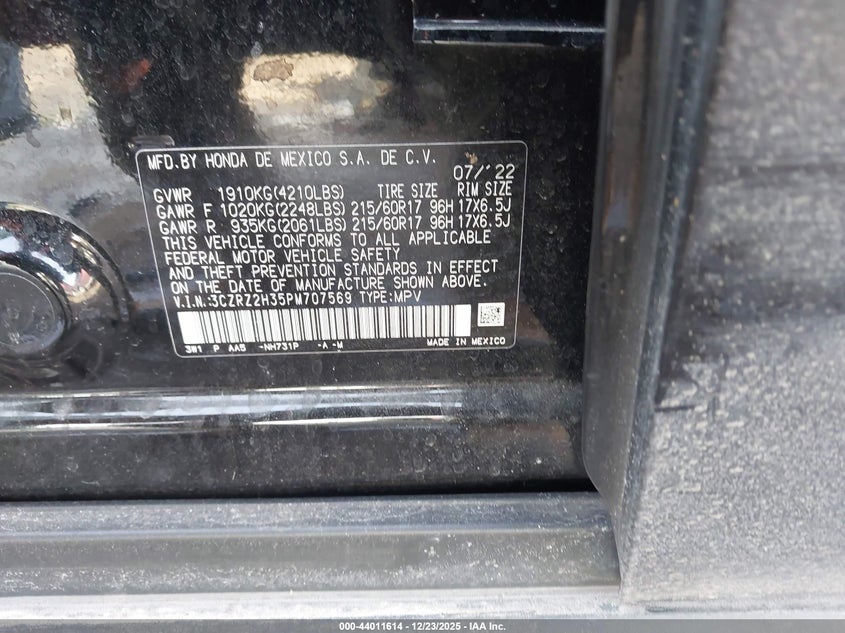 MFD.BY HONDA DE MEXICO S.A. DE C.V.
07/'22
GVWR 1910KG(4210LBS) TIRE SIZE RIM SIZE
GAWR F 1020KG(2248LBS) 215/60R17 96H 17X6.5J
GAWR R 935KG(2061LBS) 215/60R17 96H 17X6.5J
THIS VEHICLE CONFORMS TO ALL APPLICABLE
FEDERAL MOTOR VEHICLE SAFETY
AND THEFT PREVENTION STANDARDS IN EFFECT
ON THE DATE OF MANUFACTURE SHOWN ABOVE.
V.I.N.:3CZRZ2H35PM707569 TYPE:MPV
3W1 P AA5 -NH731P -A -M MADE IN MEXICO
000-44011614 - 12/23/2025 - IAA Inc.